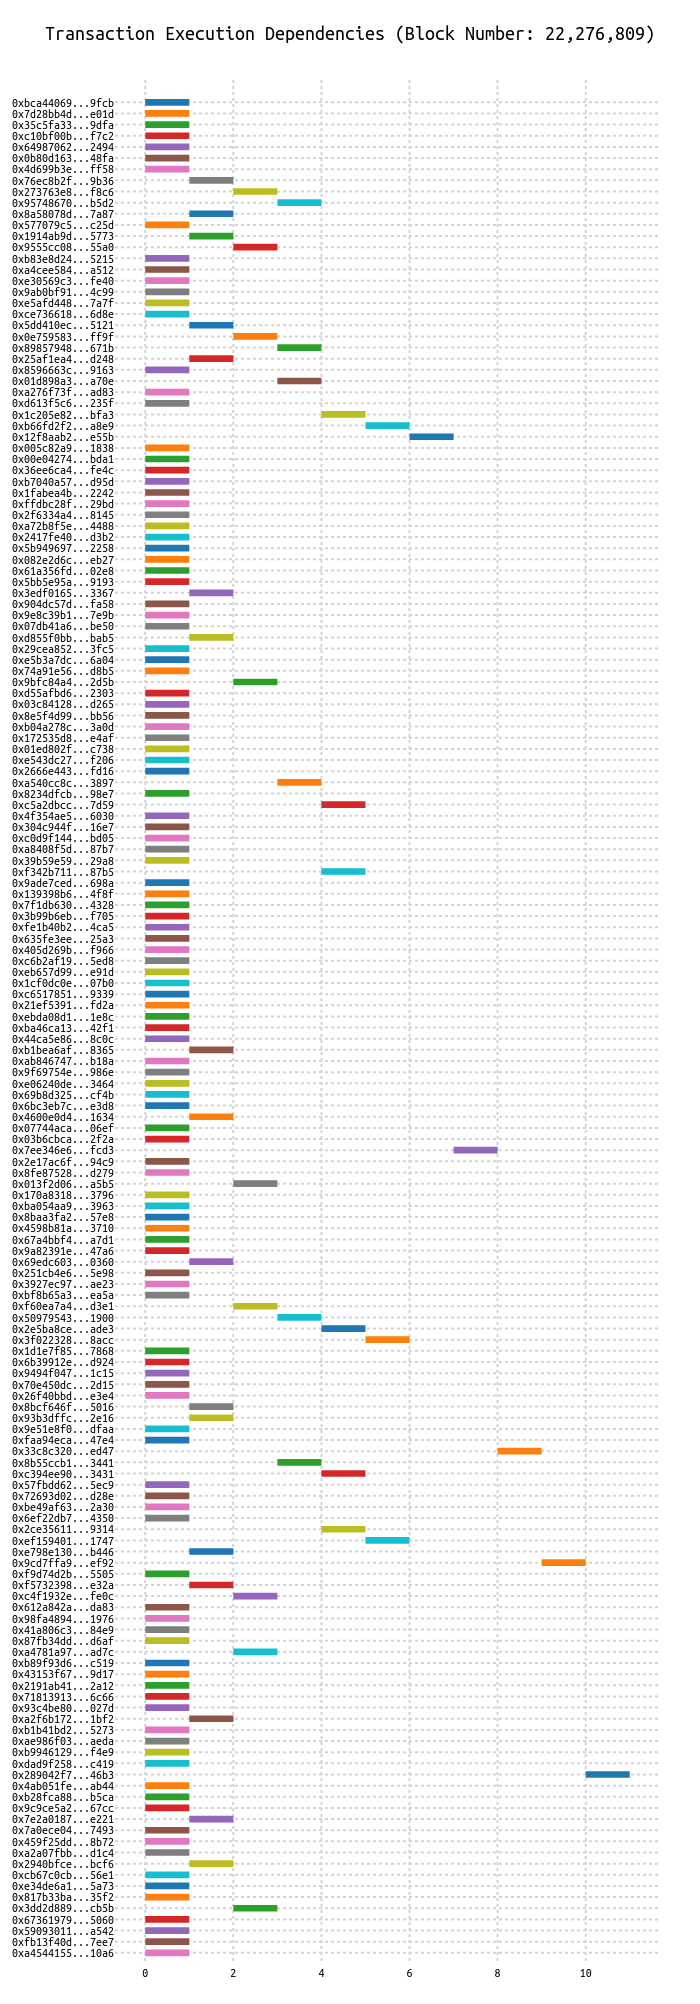 Transaction Execution Dependencies (Block Number: 22,276,809)
0xbca44069...9fcb
0x7d28bb4d...e01d
0x35c5fa33...9dfa
0xc10bf00b...f7c2
0x64987062...2494
0x0b80d163...48fa
0x4d699b3e...ff58
0x76ec8b2f...9b36
0x273763e8...f8c6
0x95748670...b5d2
0x8a58078d...7a87
0x577079c5...c25d
0x1914ab9d...5773
0x9555cc08...55a0
0xb83e8d24...5215
0xa4cee584...a512
0xe30569c3...fe40
0x9ab0bf91...4c99
0xe5afd448...7a7f
0xce736618...6d8e
0x5dd410ec...5121
0x0e759583...ff9f
0x89857948...671b
0x25af1ea4...d248
0x8596663c...9163
0x01d898a3...a70e
0xa276f73f...ad83
0xd613f5c6...235f
0x1c205e82...bfa3
0xb66fd2f2...a8e9
0x12f8aab2...e55b
0x005c82a9...1838
0x00e04274...bda1
0x36ee6ca4...fe4c
0xb7040a57...d95d
0x1fabea4b...2242
0xffdbc28f...29bd
0x2f6334a4...8145
0xa72b8f5e...4488
0x2417fe40...d3b2
0x5b949697...2258
0x082e2d6c...eb27
0x61a356fd...02e8
0x5bb5e95a...9193
0x3edf0165...3367
0x904dc57d...fa58
0x9e8c39b1...7e9b
0x07db41a6...be50
0xd855f0bb...bab5
0x29cea852...3fc5
0xe5b3a7dc...6a04
0x74a91e56...d8b5
0x9bfc84a4...2d5b
0xd55afbd6...2303
0x03c84128...d265
0x8e5f4d99...bb56
0xb04a278c...3a0d
0x172535d8...e4af
0x01ed802f...c738
0xe543dc27...f206
0x2666e443...fd16
0xa540cc8c...3897
0x8234dfcb...98e7
0xc5a2dbcc...7d59
0x4f354ae5...6030
0x304c944f...16e7
0xc0d9f144...bd05
0xa8408f5d...87b7
0x39b59e59...29a8
0xf342b711...87b5
0x9ade7ced...698a
0x139398b6...4f8f
0x7f1db630...4328
0x3b99b6eb...f705
0xfe1b40b2...4ca5
0x635fe3ee...25a3
0x405d269b...f966
0xc6b2af19...5ed8
0xeb657d99...e91d
0x1cf0dc0e...07b0
0xc6517851...9339
0x21ef5391...fd2a
0xebda08d1...1e8c
0xba46ca13...42f1
0x44ca5e86...8c0c
0xb1bea6af...8365
0xab846747...b18a
0x9f69754e...986e
0xe06240de...3464
0x69b8d325...cf4b
0x6bc3eb7c...e3d8
0x4600e0d4...1634
0x07744aca...06ef
0x03b6cbca...2f2a
0x7ee346e6...fcd3
0x2e17ac6f...94c9
0x8fe87528...d279
0x013f2d06...a5b5
0x170a8318...3796
0xba054aa9...3963
0x8baa3fa2...57e8
0x4598b81a...3710
0x67a4bbf4...a7d1
0x9a82391e...47a6
0x69edc603...0360
0x251cb4e6...5e98
0x3927ec97...ae23
0xbf8b65a3...ea5a
0xf60ea7a4...d3e1
0x50979543...1900
0x2e5ba8ce...ade3
0x3f022328...8acc
0x1d1e7f85...7868
0x6b39912e...d924
0x9494f047...1c15
0x70e450dc...2d15
0x26f40bbd...e3e4
0x8bcf646f...5016
0x93b3dffc...2e16
0x9e51e8f0...dfaa
0xfaa94eca...47e4
0x33c8c320...ed47
0x8b55ccb1...3441
0xc394ee90...3431
0x57fbdd62...5ec9
0x72693d02...d28e
0xbe49af63...2a30
0x6ef22db7...4350
0x2ce35611...9314
0xef159401...1747
0xe798e130...b446
0x9cd7ffa9...ef92
0xf9d74d2b...5505
0xf5732398...e32a
0xc4f1932e...fe0c
0x612a842a...da83
0x98fa4894...1976
0x41a806c3...84e9
0x87fb34dd...d6af
0xa4781a97...ad7c
0xb89f93d6...c519
0x43153f67...9d17
0x2191ab41...2a12
0x71813913...6c66
0x93c4be80...027d
0xa2f6b172...1bf2
0xb1b41bd2...5273
0xae986f03...aeda
0xb9946129...f4e9
0xdad9f258...c419
0x289042f7...46b3
0x4ab051fe...ab44
0xb28fca88...b5ca
0x9c9ce5a2...67cc
0x7e2a0187...e221
0x7a0ece04...7493
0x459f25dd...8b72
0xa2a07fbb...d1c4
0x2940bfce...bcf6
0xcb67c0cb...56e1
0xe34de6a1...5a73
0x817b33ba...35f2
0x3dd2d889...cb5b
0x67361979...5060
0x59093011...a542
0xfb13f40d...7ee7
0xa4544155...10a6
0 2 4 6 8 10